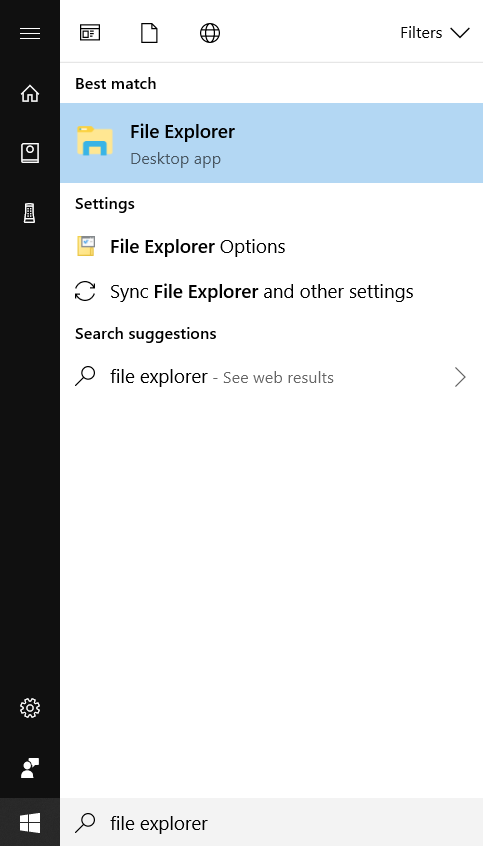 Filters
Best match
File Explorer
Desktop app
Settings
File Explorer Options
Sync File Explorer and other settings
Search suggestions
file explorer - See web results
file explorer